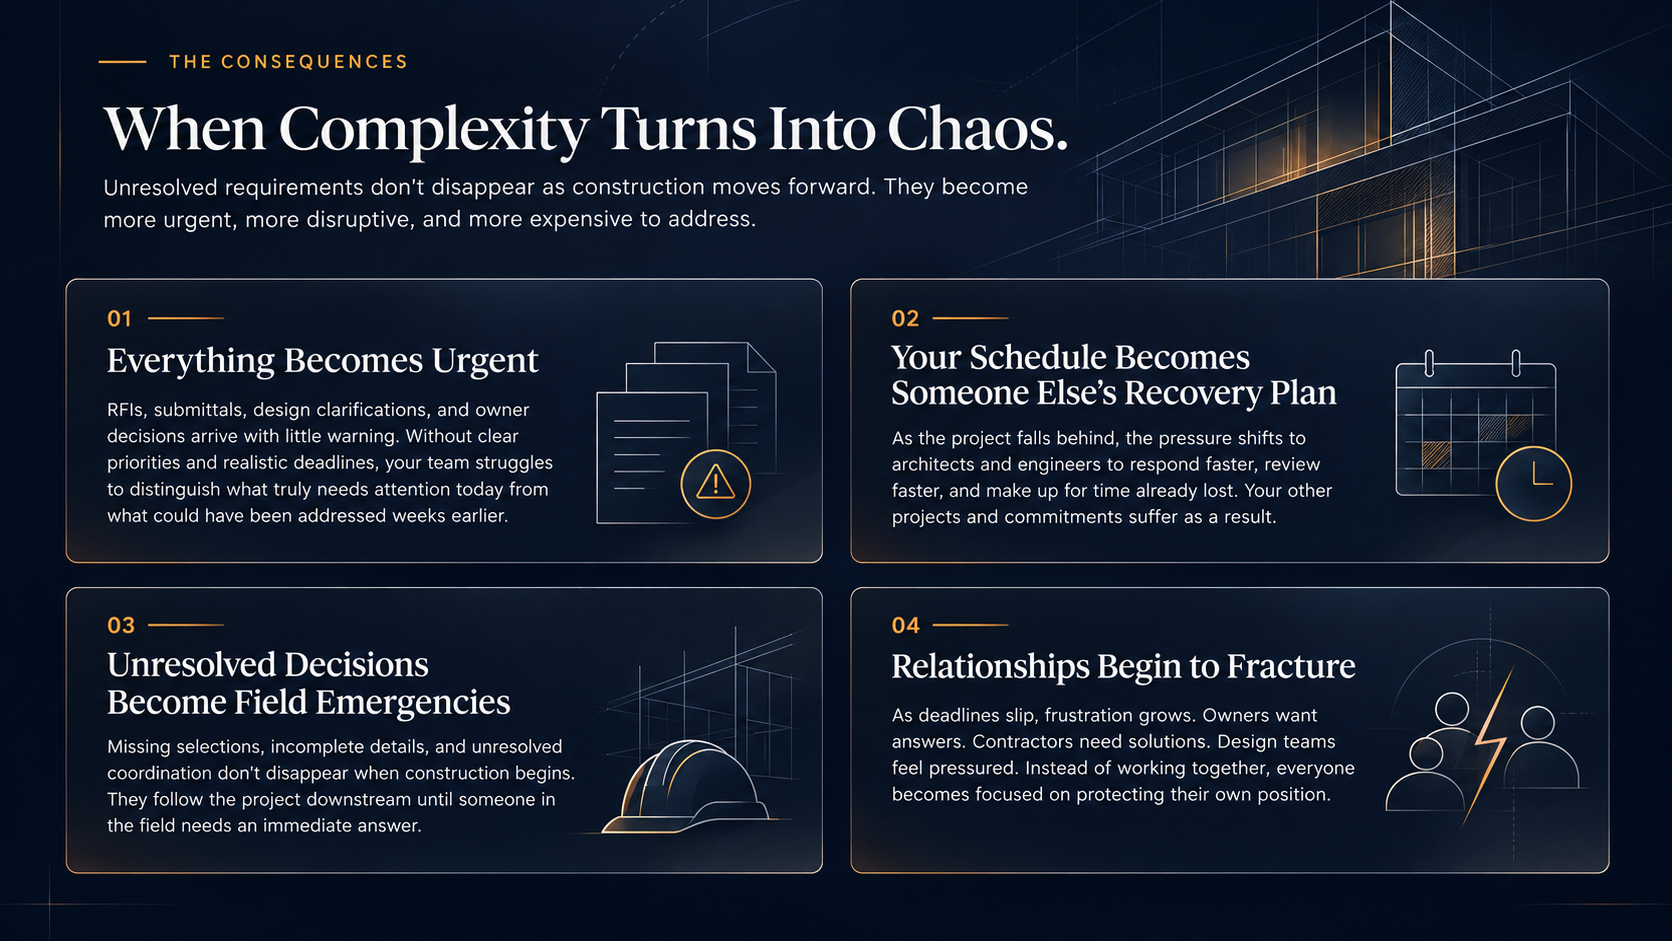 THE CONSEQUENCES
When Complexity Turns Into Chaos.
Unresolved requirements don't disappear as construction moves forward. They become
more urgent, more disruptive, and more expensive to address.
01
Everything Becomes Urgent
RFIs, submittals, design clarifications, and owner
decisions arrive with little warning. Without clear
priorities and realistic deadlines, your team struggles
to distinguish what truly needs attention today from
what could have been addressed weeks earlier.
02
Your Schedule Becomes
Someone Else's Recovery Plan
As the project falls behind, the pressure shifts to
architects and engineers to respond faster, review
faster, and make up for time already lost. Your other
projects and commitments suffer as a result.
03
Unresolved Decisions
Become Field Emergencies
Missing selections, incomplete details, and unresolved
coordination don't disappear when construction begins.
They follow the project downstream until someone in
the field needs an immediate answer.
04
Relationships Begin to Fracture
As deadlines slip, frustration grows. Owners want
answers. Contractors need solutions. Design teams
feel pressured. Instead of working together, everyone
becomes focused on protecting their own position.